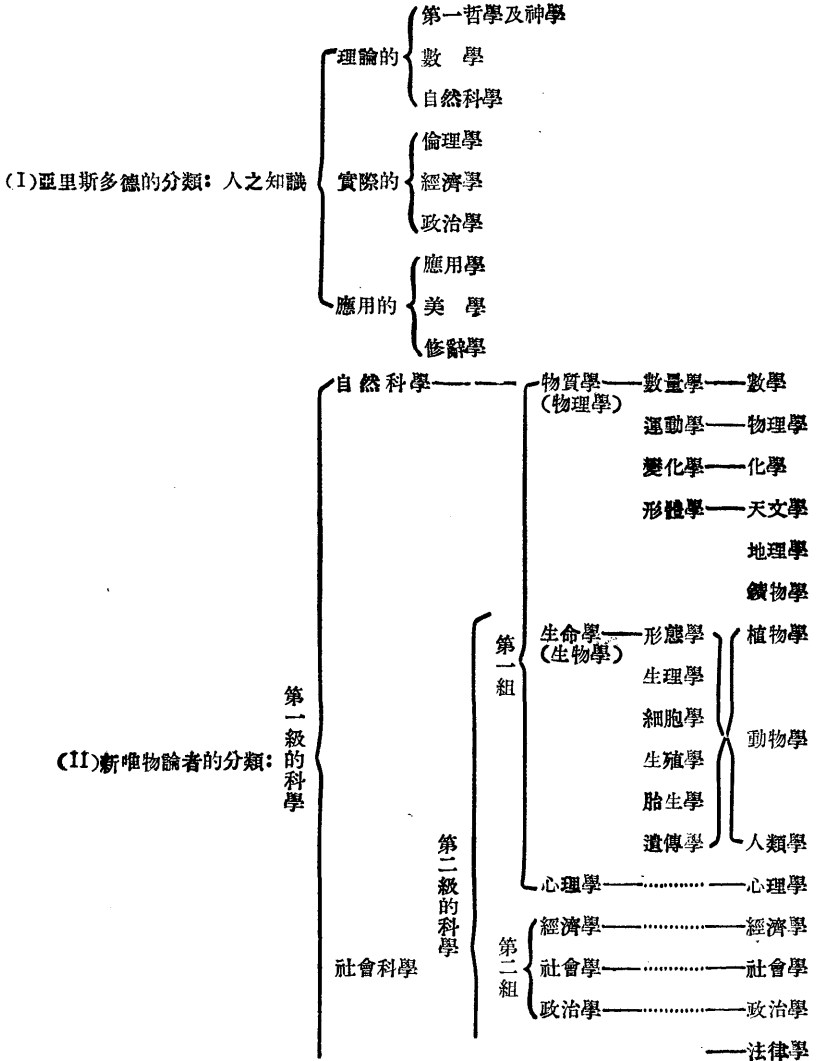 第一哲學及神學
理論的 數學
自然科學
倫理學
(I)亞里斯多德的分類：人之知識 實際的 經濟學
政治學
應用學
應用的 美學
修辭學
自然科學 物質學 數量學 數學
(物理學)
運動學 物理學
變化學 化學
形體學 天文學
地理學
鑛物學
生命學 形態學 植物學
(生物學)
第一組
生理學
細胞學
第一級的科學
(II)新唯物論者的分類： 動物學
生殖學
胎生學
遺傳學 人類學
第二級的科學
心理學 心理學
經濟學 經濟學
社會科學 第二組 社會學 社會學
政治學 政治學
法律學